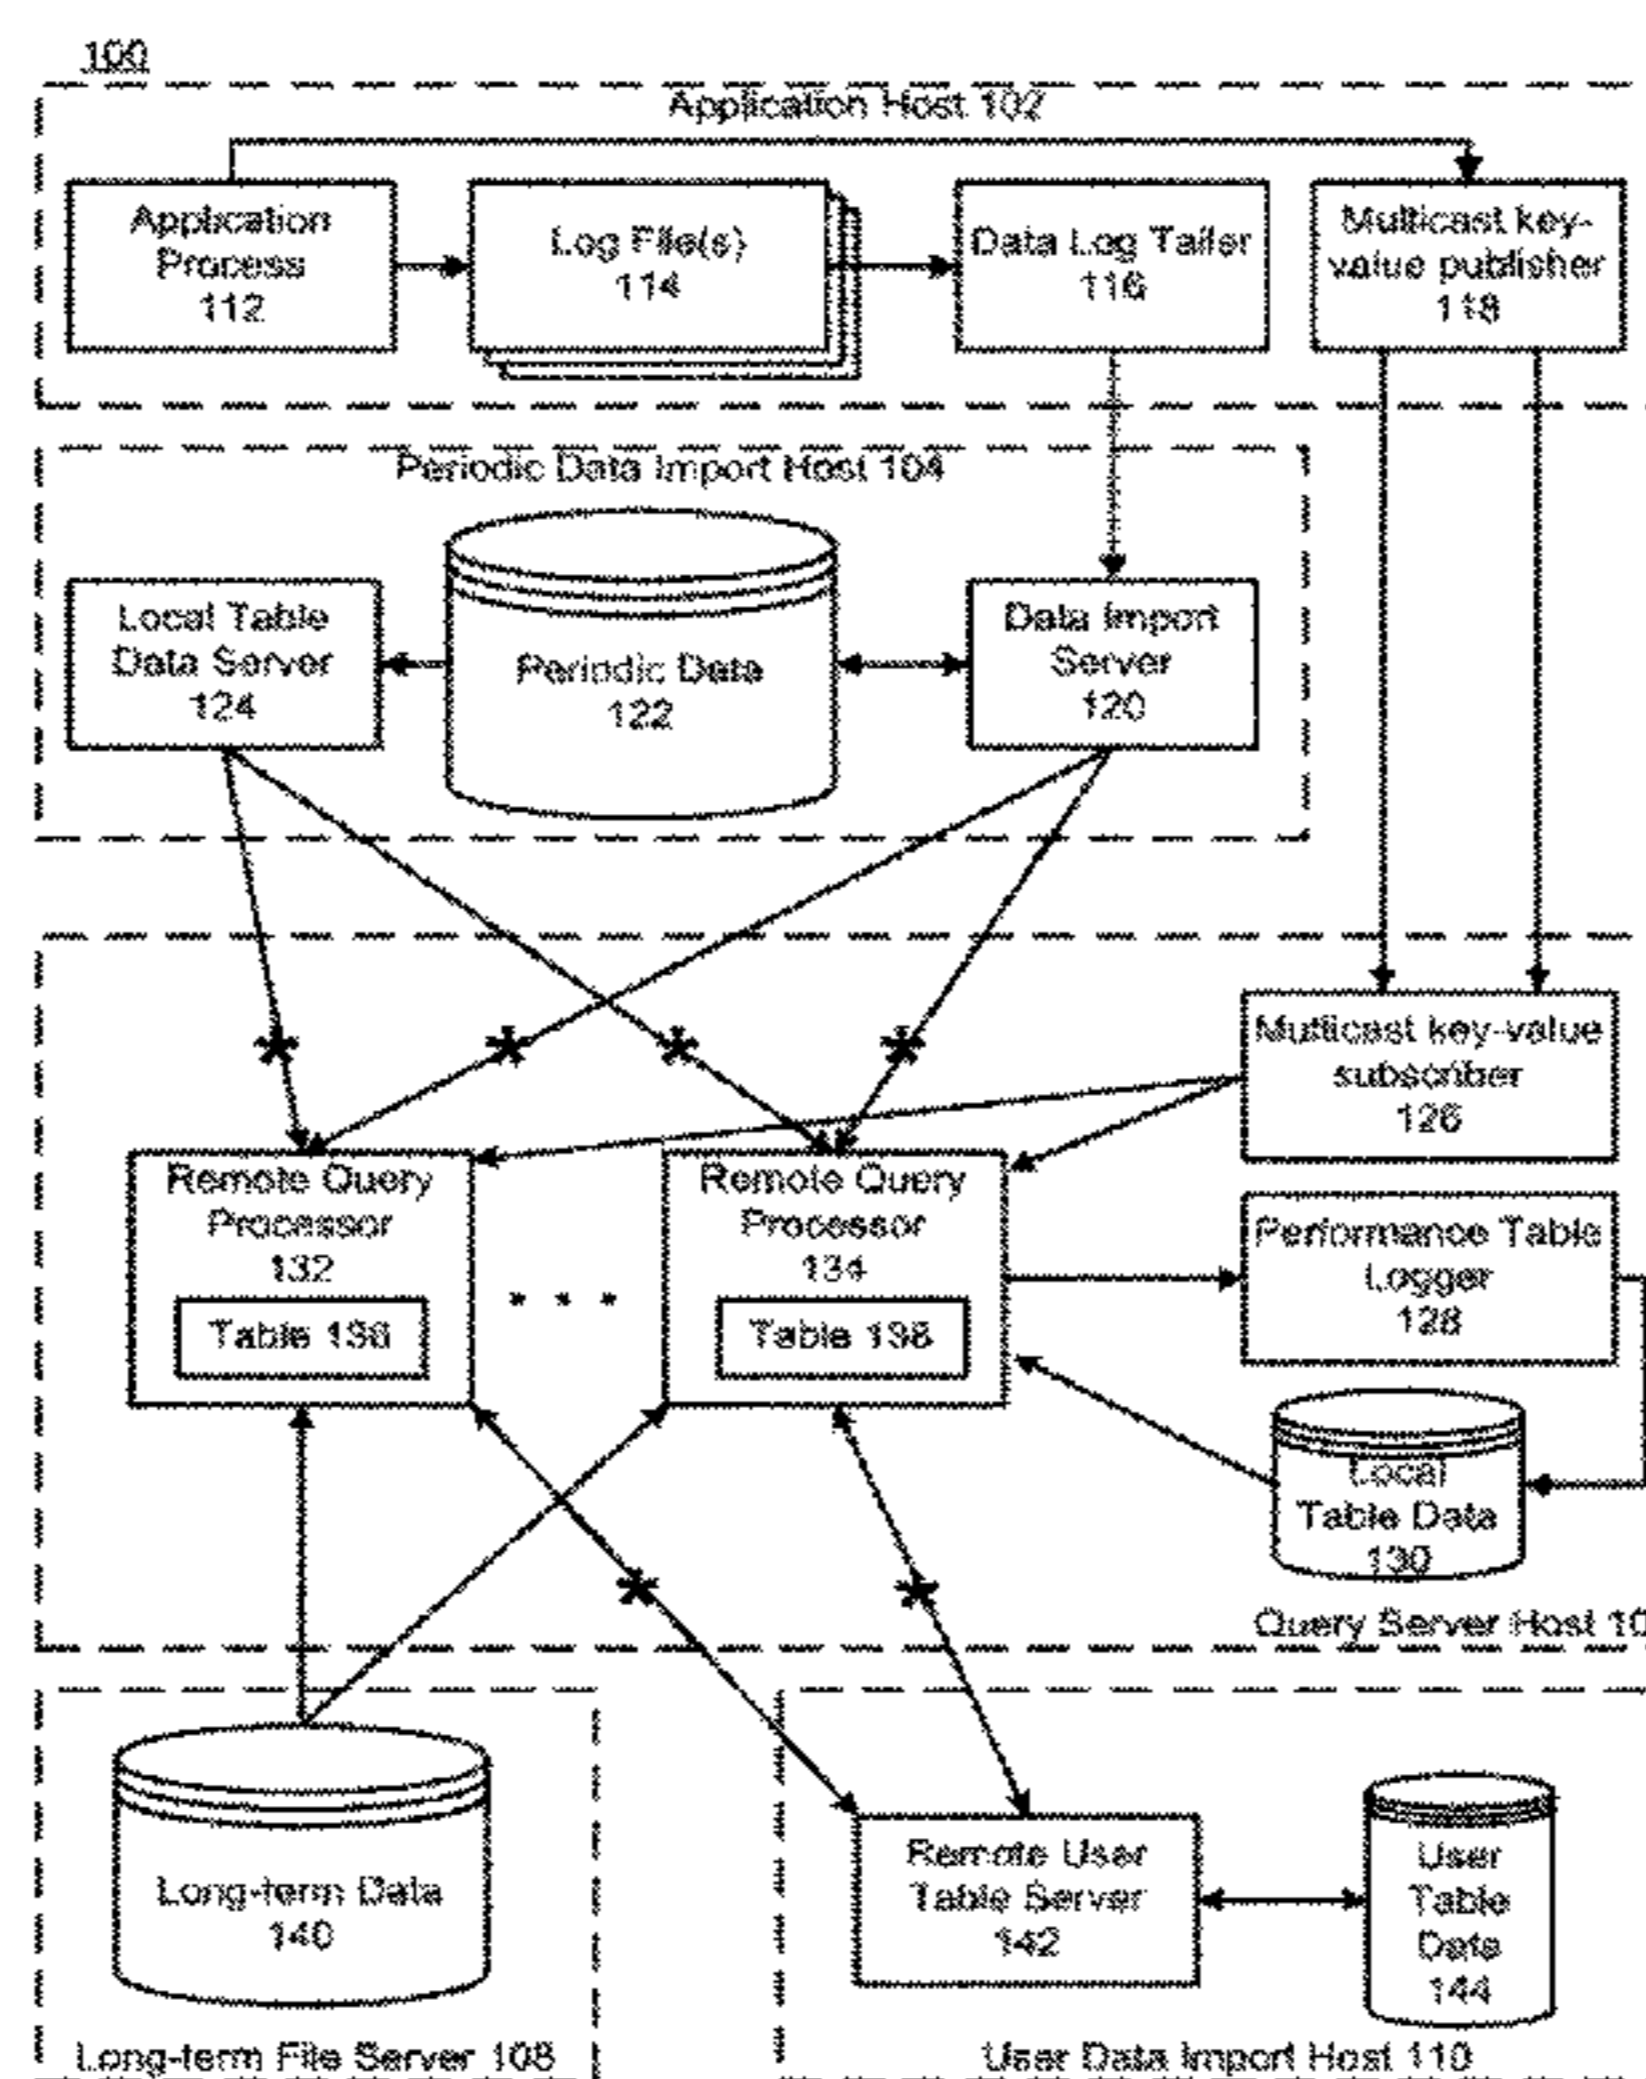 100
Application Host 102
Application
Process
112
Log File(s)
114
Data Log Tailer
116
Multicast key-
value publisher
118
Periodic Data Import Host 104
Local Table
Data Server
124
Periodic Data
122
Data Import
Server
120
Multicast key-value
subscriber
126
Remote Query
Processor
132
Table 136
. . .
Remote Query
Processor
134
Table 138
Performance Table
Logger
128
Local
Table Data
130
Query Server Host 10
Long-term Data
140
Long-term File Server 108
Remote User
Table Server
142
User
Table
Data
144
User Data Import Host 110